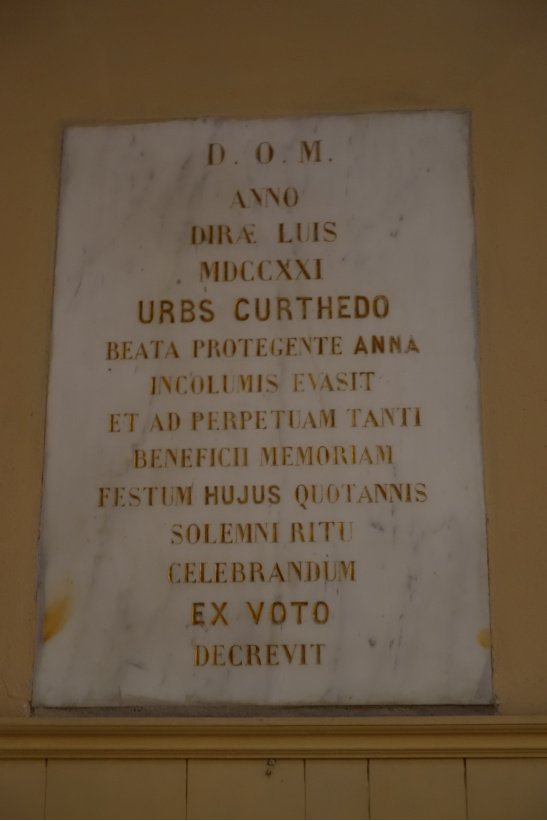 D. O. M.
ANNO
DIRÆ LUIS
MDCCXXI
URBS CURTHEDO
BEATA PROTEGENTE ANNA
INCOLUMIS EVASIT
ET AD PERPETUAM TANTI
BENEFICII MEMORIAM
FESTUM HUJUS QUOTANNIS
SOLEMNI RITU
CELEBRANDUM
EX VOTO
DECREVIT